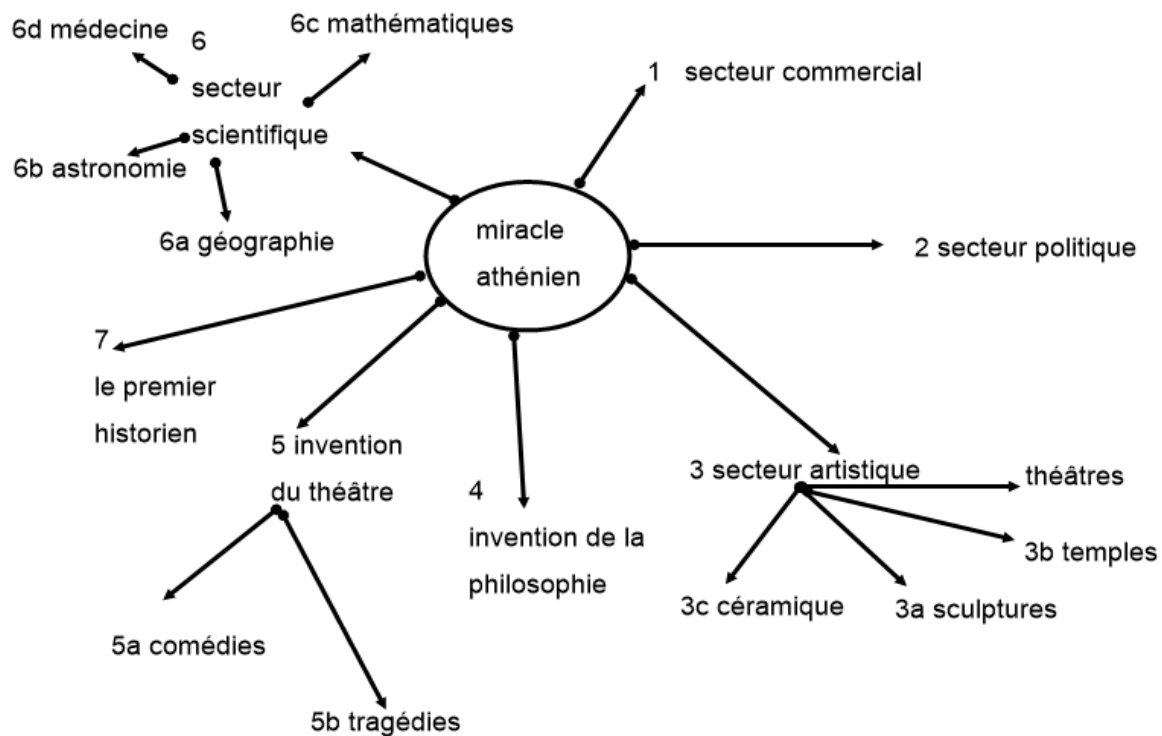 6d médecine
6
secteur
scientifique
6c mathématiques
6b astronomie
6a géographie
1 secteur commercial
miracle
athénien
2 secteur politique
7
le premier
historien
5 invention
du théâtre
5a comédies
5b tragédies
4
invention de la
philosophie
3 secteur artistique
théâtres
3b temples
3c céramique
3a sculptures